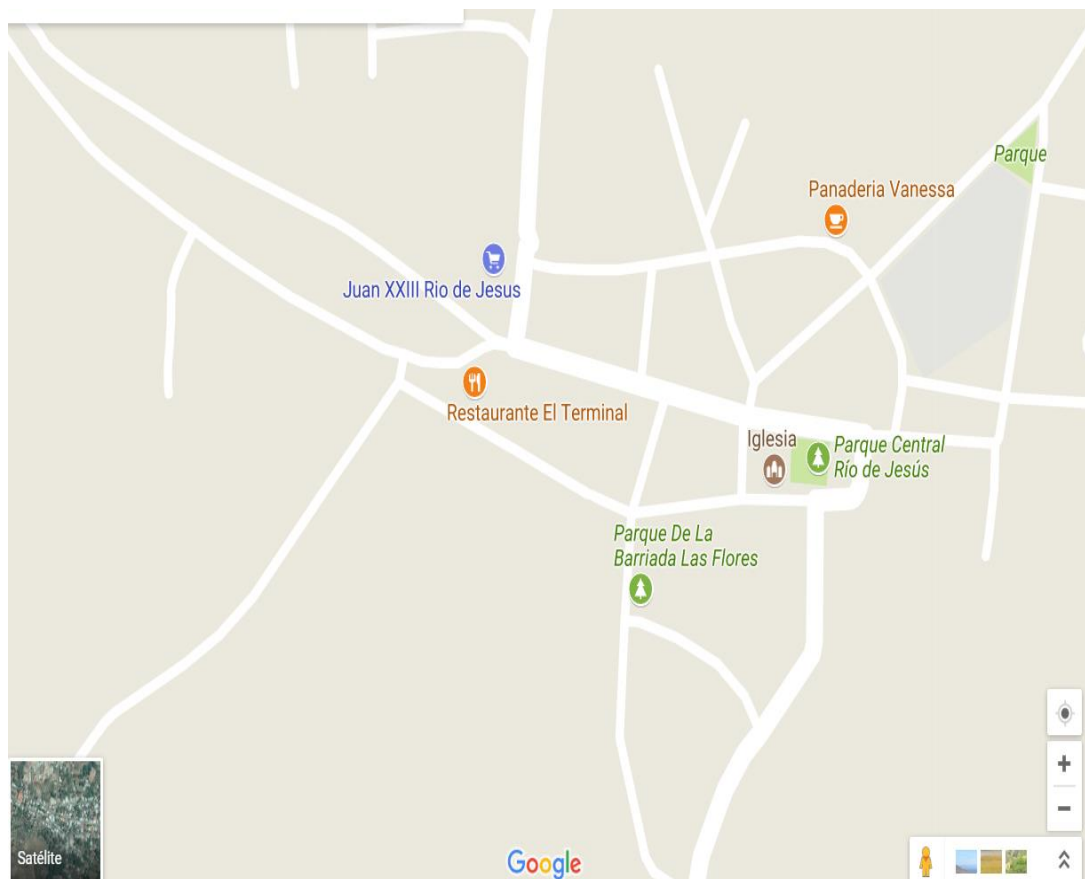 Parque
Panaderia Vanessa
Juan XXIII Rio de Jesus
Restaurante El Terminal
Iglesia
Parque Central
Río de Jesús
Parque De La
Barriada Las Flores
Satélite
Google